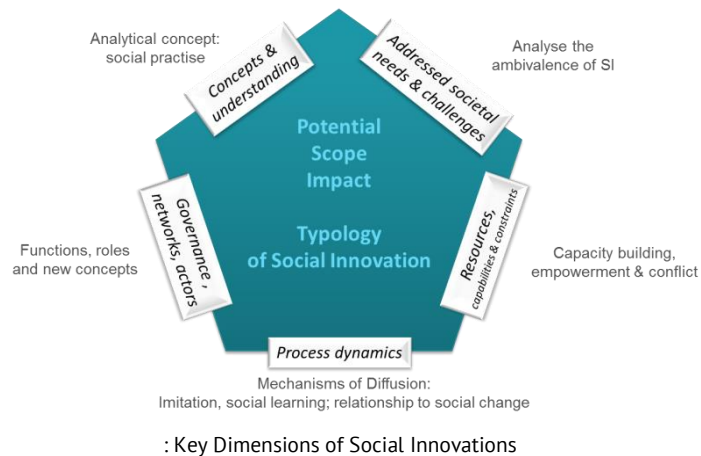 Analytical concept:
social practise
Concepts &
understanding
Addressed societal
needs & challenges
Analyse the
ambivalence of SI
Potential
Scope
Impact
Typology
of Social Innovation
Governance ,
networks, actors
Functions, roles
and new concepts
Resources,
capabilities & constraints
Capacity building,
empowerment & conflict
Process dynamics
Mechanisms of Diffusion:
Imitation, social learning; relationship to social change
: Key Dimensions of Social Innovations